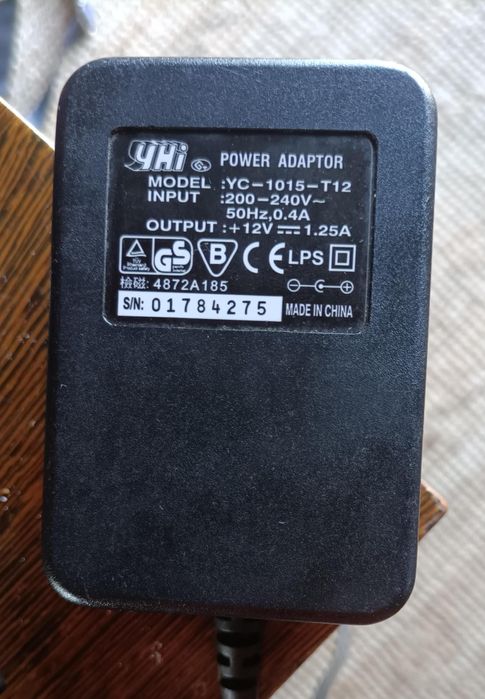 YHi POWER ADAPTOR
MODEL :YC-1015-T12
INPUT :200-240V~
50Hz,0.4A
OUTPUT :+12V⎓1.25A
TÜV GS B CE LPS
檢磁: 4872A185
S/N: 01784275 MADE IN CHINA